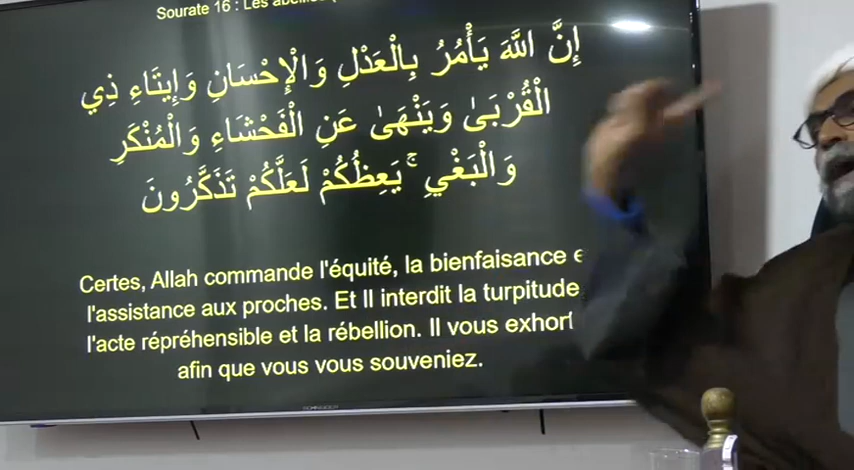 Sourate 16 : Les abeilles
إِنَّ اللَّهَ يَأْمُرُ بِالْعَدْلِ وَالْإِحْسَانِ وَإِيتَاءِ ذِي
الْقُرْبَىٰ وَيَنْهَىٰ عَنِ الْفَحْشَاءِ وَالْمُنْكَرِ
وَالْبَغْيِ ۚ يَعِظُكُمْ لَعَلَّكُمْ تَذَكَّرُونَ
Certes, Allah commande l'équité, la bienfaisance e
l'assistance aux proches. Et Il interdit la turpitude
l'acte répréhensible et la rébellion. Il vous exhort
afin que vous vous souveniez.
SCHNEIDER